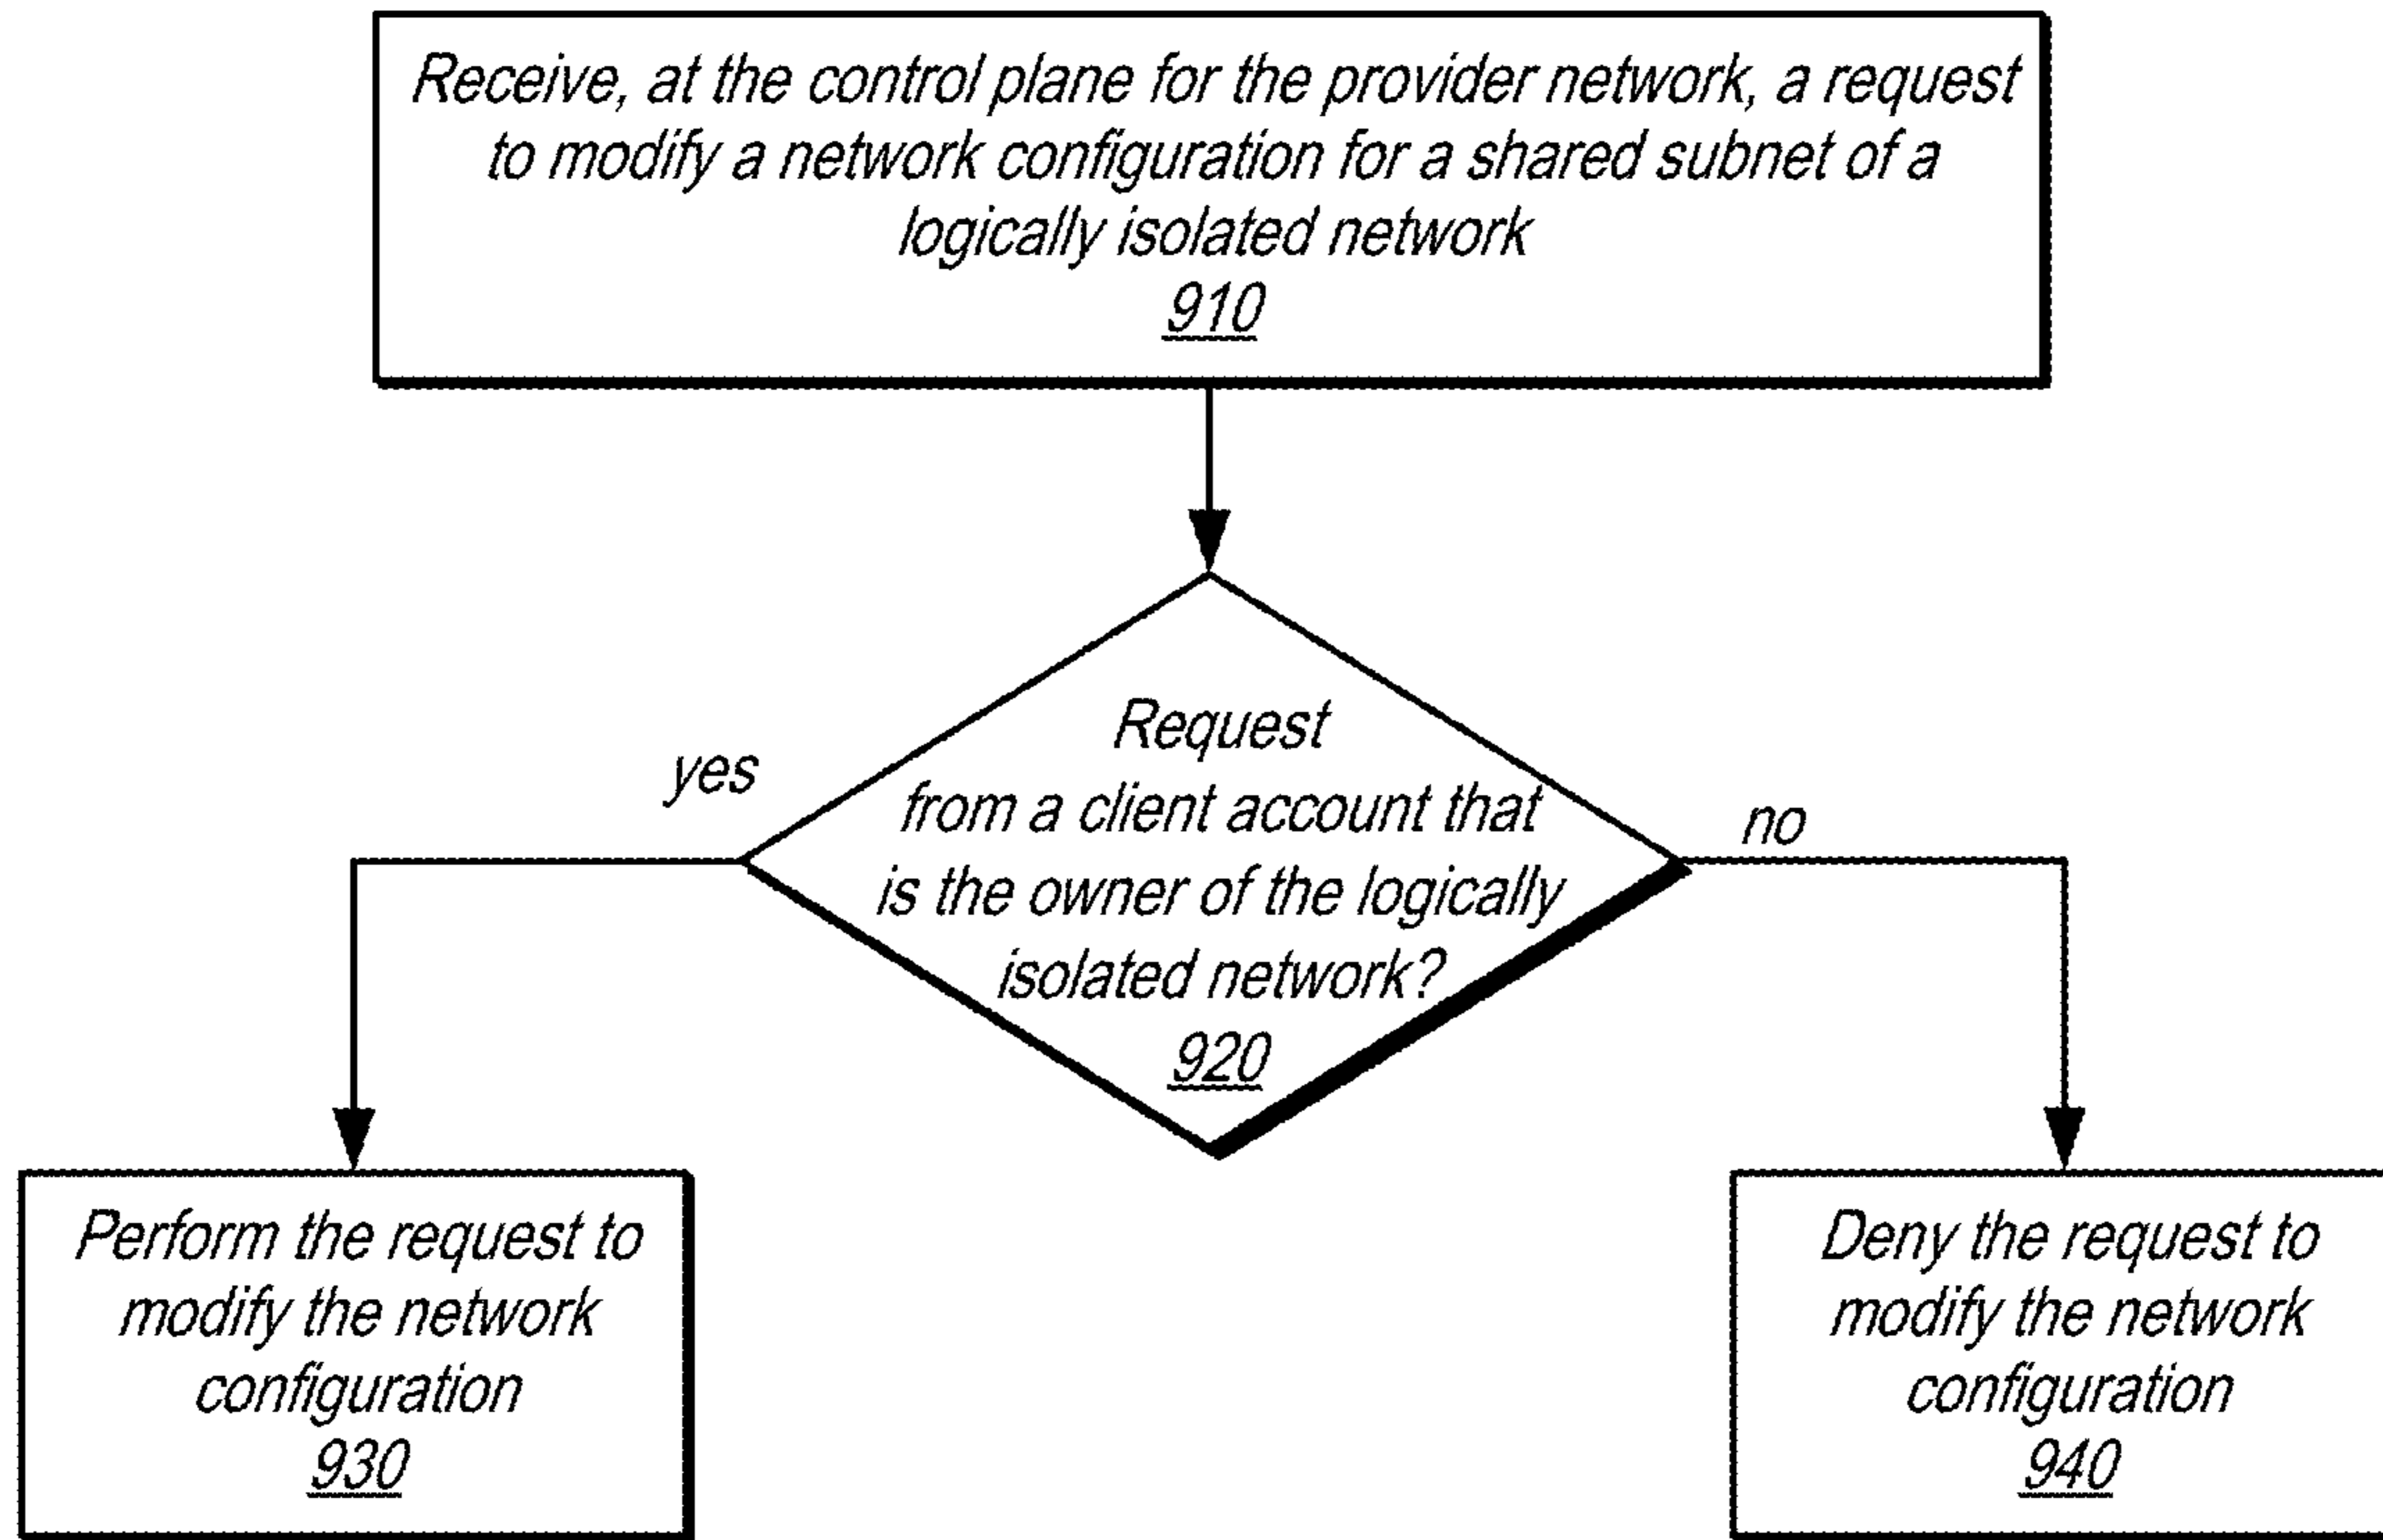 Receive, at the control plane for the provider network, a request
to modify a network configuration for a shared subnet of a
logically isolated network
910
Request
from a client account that
is the owner of the logically
isolated network?
920
yes
no
Perform the request to
modify the network
configuration
930
Deny the request to
modify the network
configuration
940